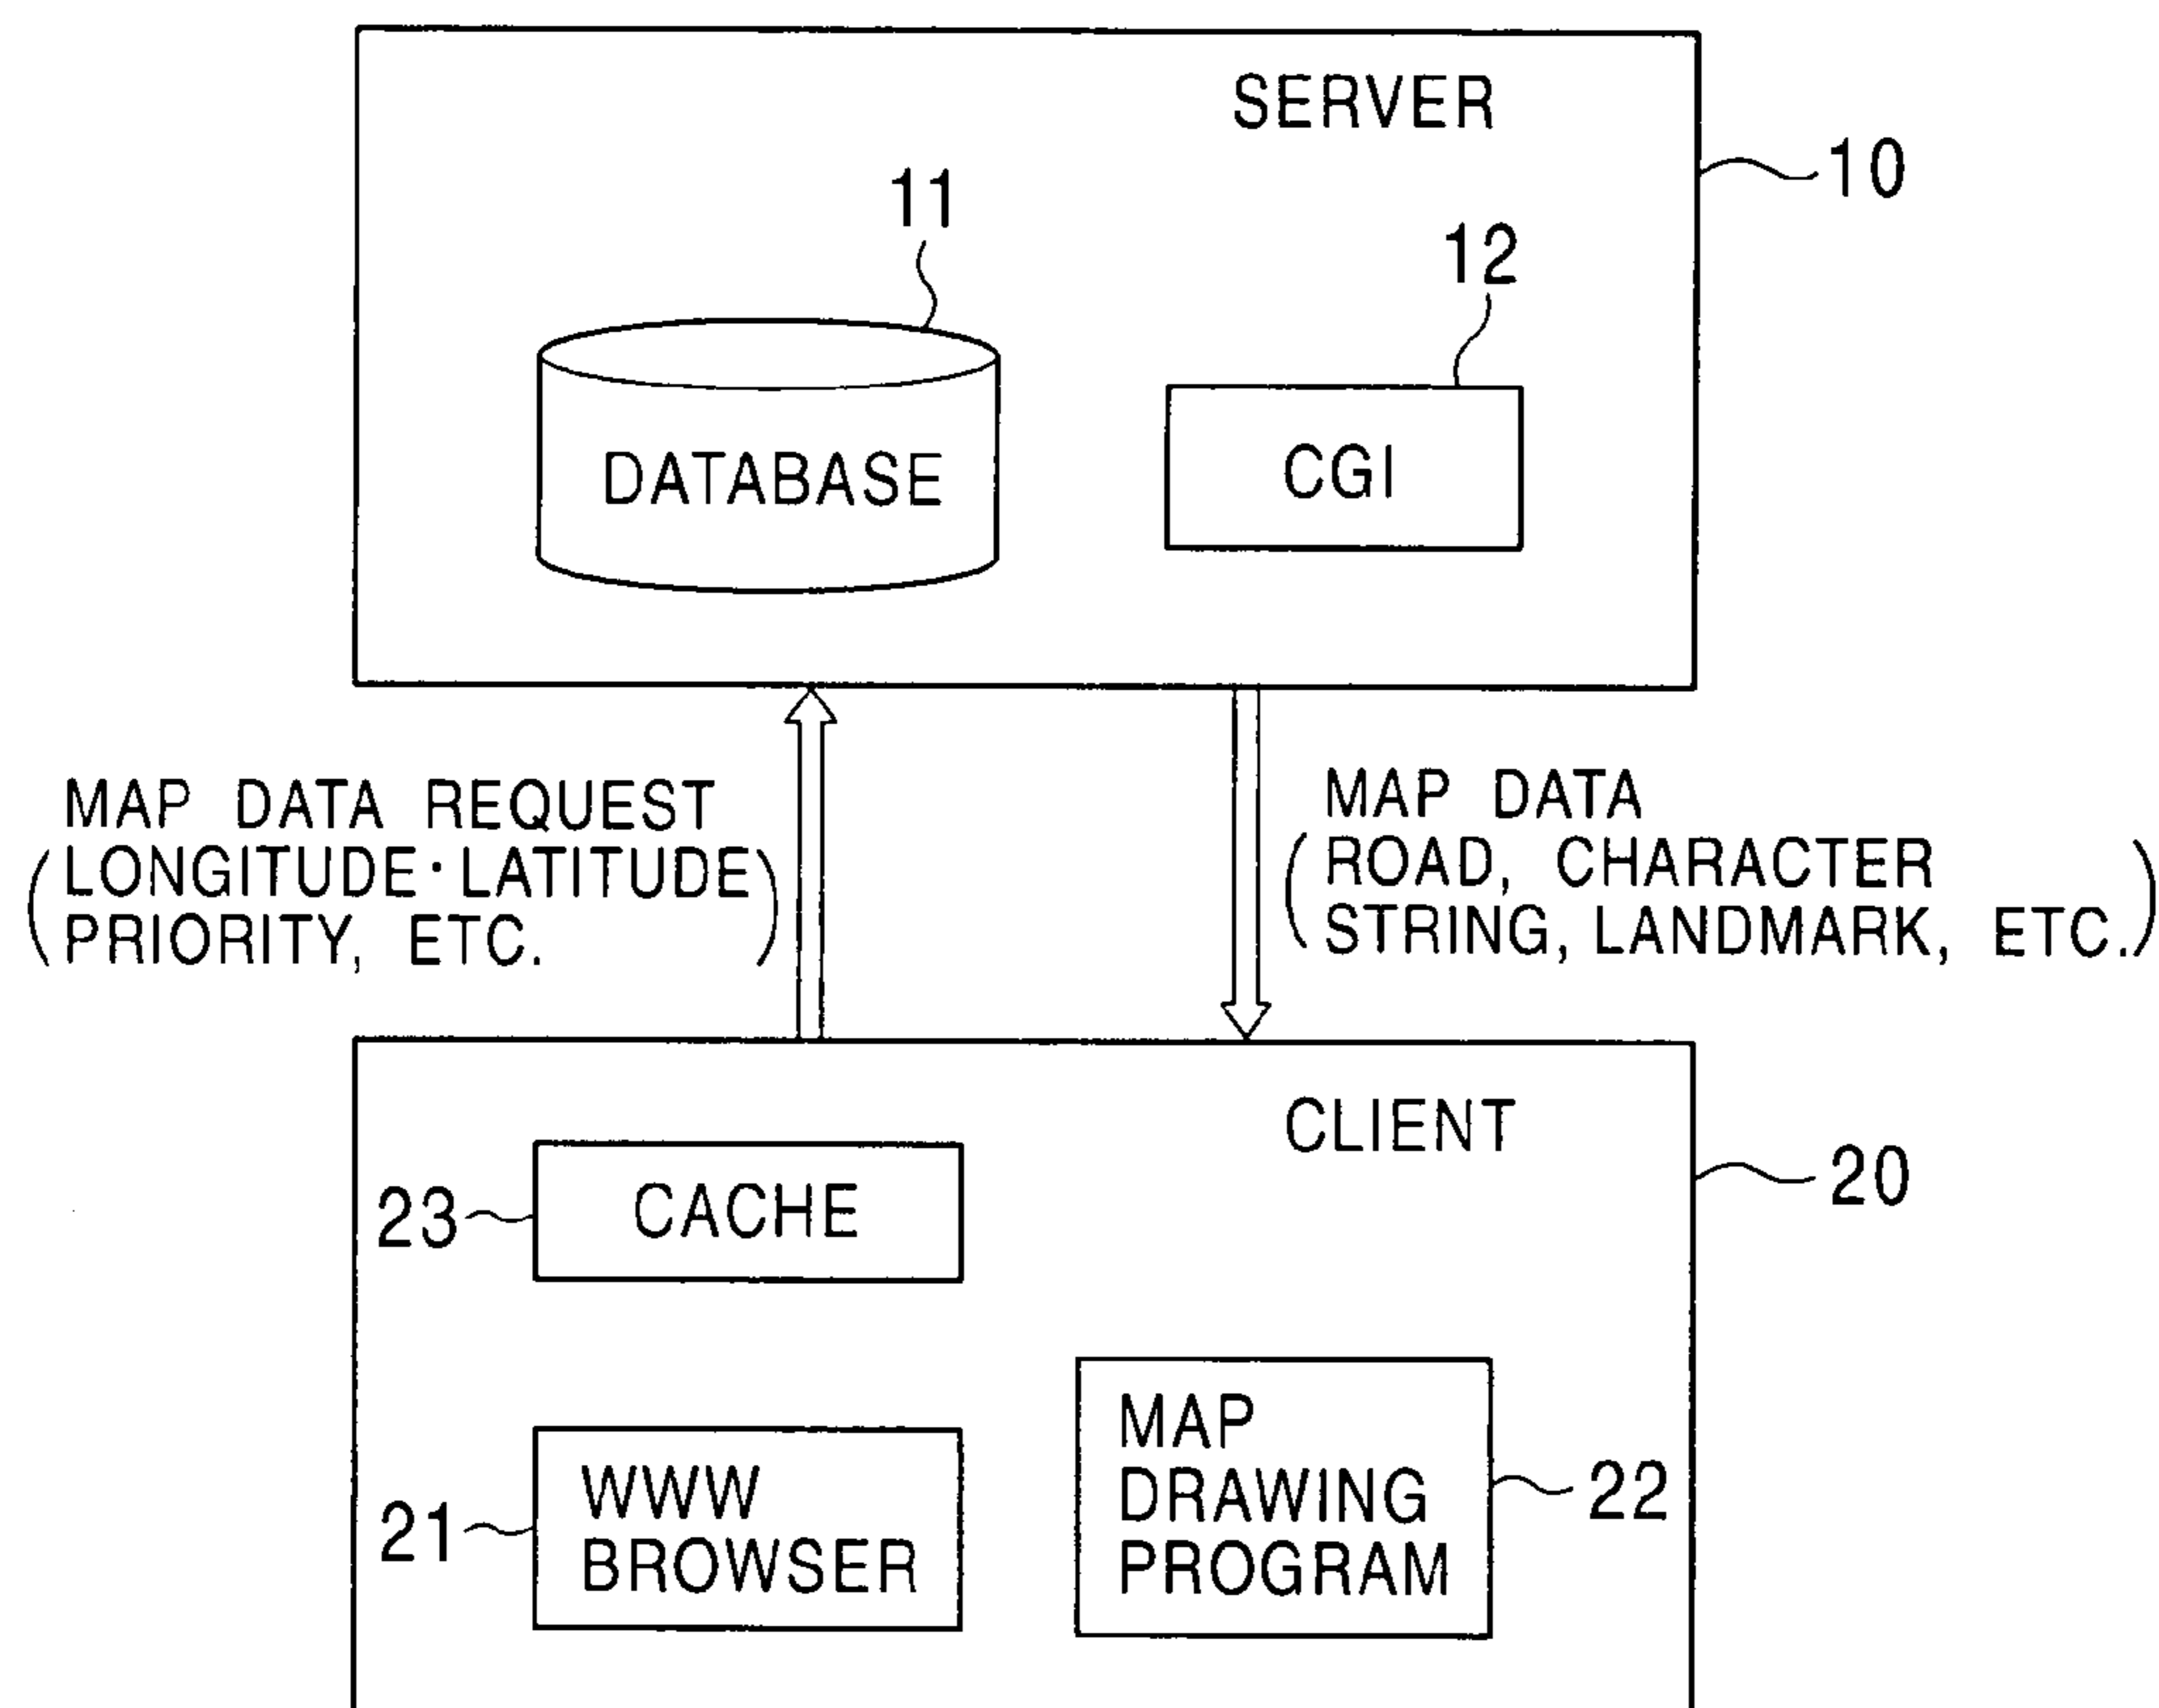 SERVER
10
11
12
DATABASE
CGI
MAP DATA REQUEST
(LONGITUDE·LATITUDE
PRIORITY, ETC.)
MAP DATA
(ROAD, CHARACTER
STRING, LANDMARK, ETC.)
CLIENT
20
23
CACHE
21
WWW
BROWSER
MAP
DRAWING
PROGRAM
22